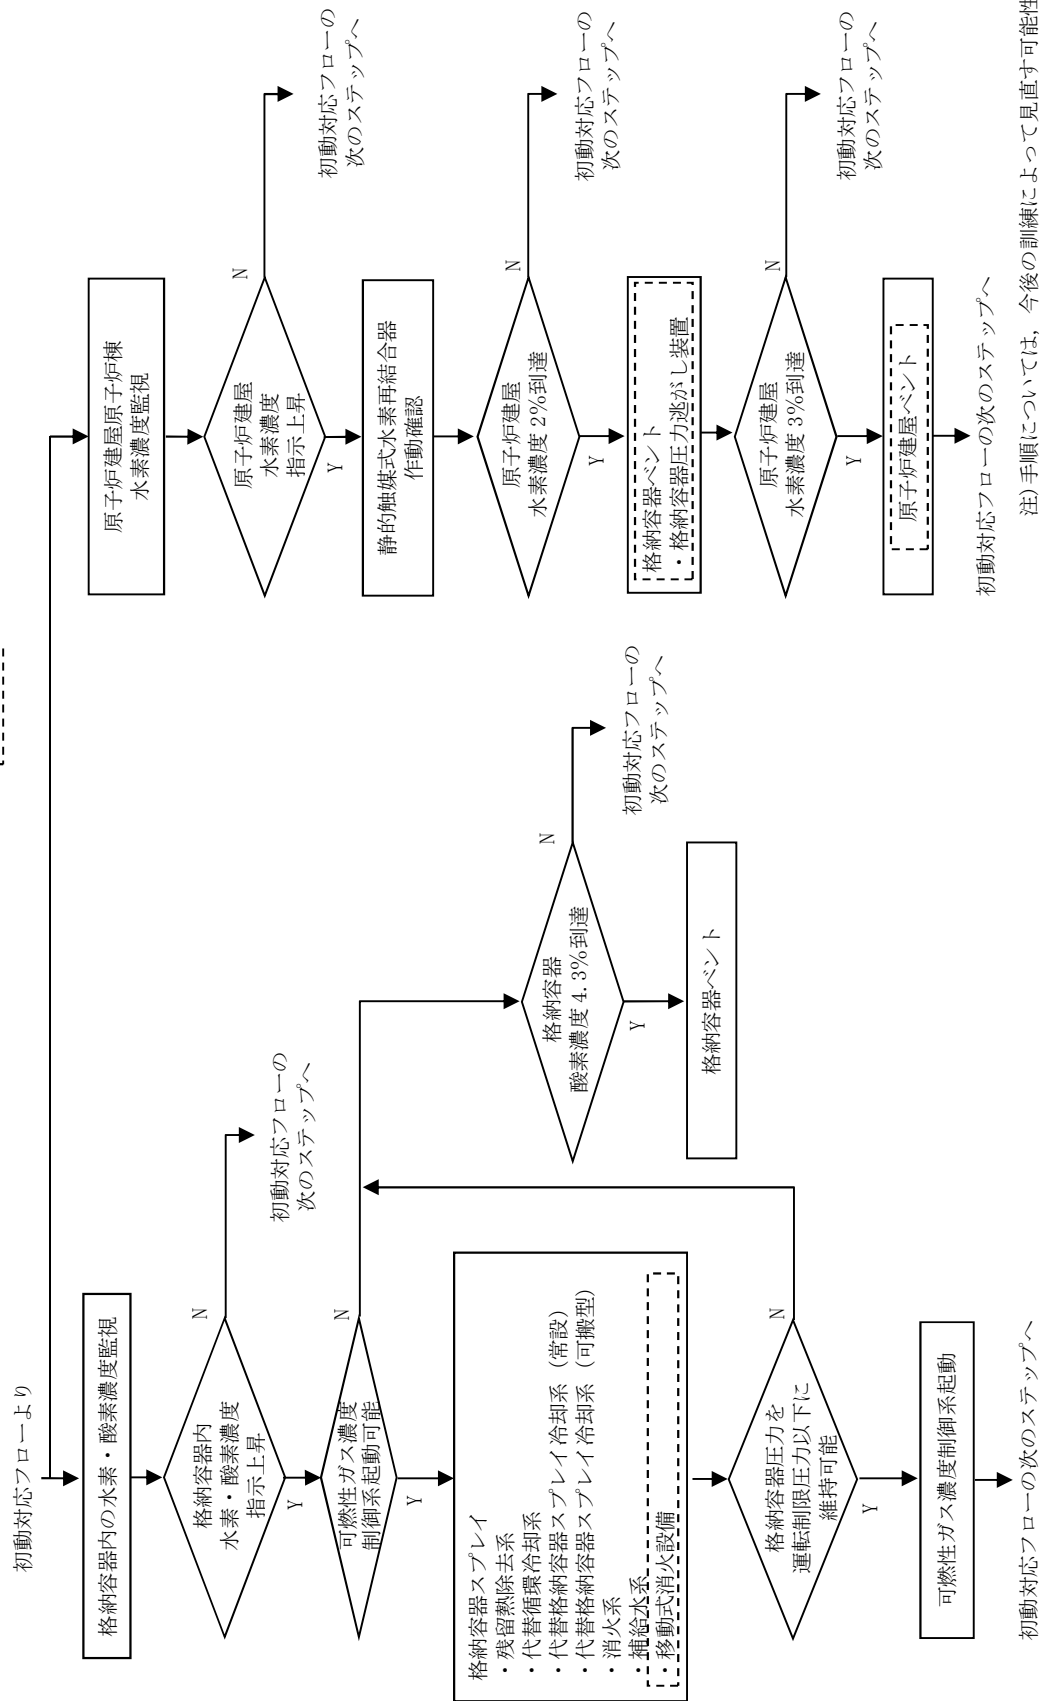 初動対応フローより
格納容器内の水素・酸素濃度監視
格納容器内
水素・酸素濃度
指示上昇
N
Y
初動対応フローの
次のステップへ
可燃性ガス濃度
制御系起動可能
N
Y
格納容器スプレイ
・残留熱除去系
・代替循環冷却系
・代替格納容器スプレイ冷却系（常設）
・代替格納容器スプレイ冷却系（可搬型）
・消火系
・補給水系
・移動式消火設備
格納容器圧力を
運転制限圧力以下に
維持可能
N
Y
可燃性ガス濃度制御系起動
初動対応フローの次のステップへ
格納容器
酸素濃度4.3%到達
N
Y
初動対応フローの
次のステップへ
格納容器ベント
原子炉建屋原子炉棟
水素濃度監視
原子炉建屋
水素濃度
指示上昇
N
Y
初動対応フローの
次のステップへ
静的触媒式水素再結合器
作動確認
原子炉建屋
水素濃度2%到達
N
Y
初動対応フローの
次のステップへ
格納容器ベント
・格納容器圧力逃がし装置
原子炉建屋
水素濃度3%到達
N
Y
初動対応フローの
次のステップへ
原子炉建屋ベント
初動対応フローの次のステップへ
注)手順については，今後の訓練によって見直す可能性